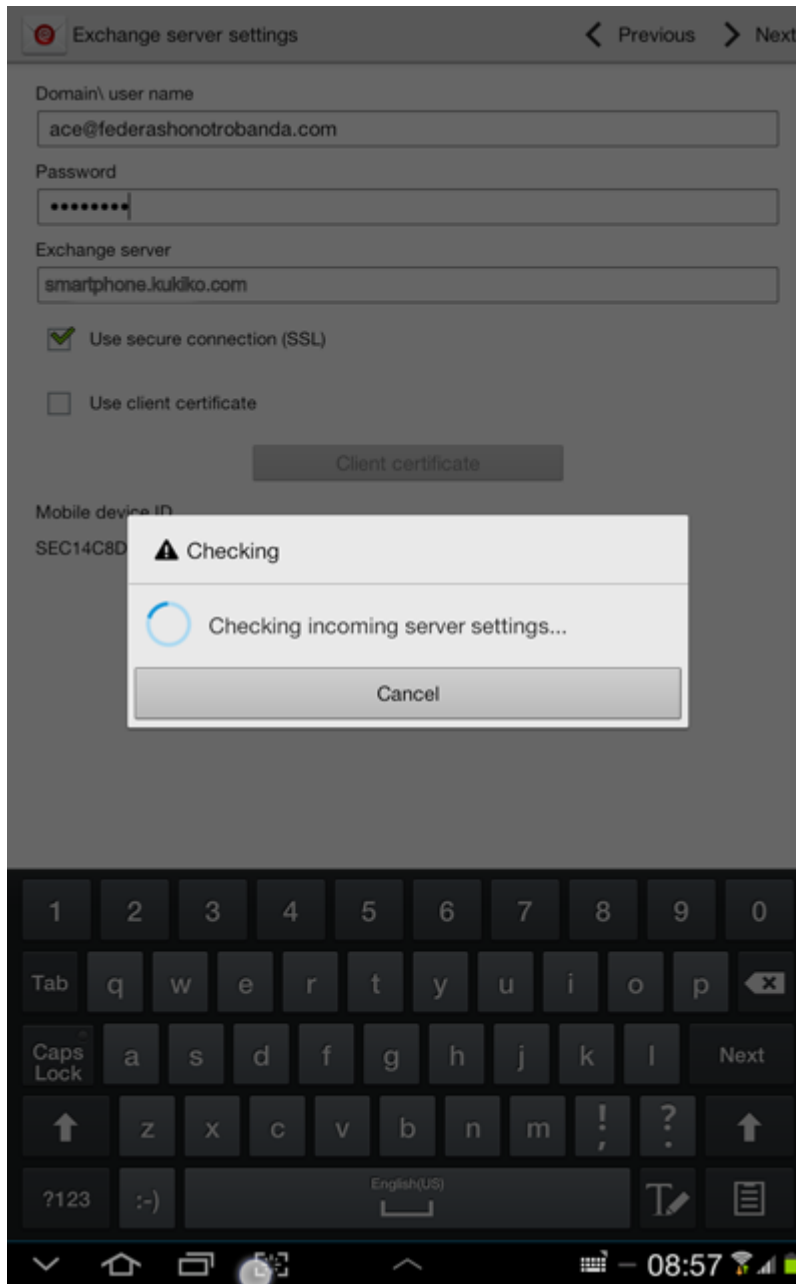 Exchange server settings Previous Next
Domain\ user name
ace@federashonotrobanda.com
Password
••••••••
Exchange server
smartphone.kukiko.com
Use secure connection (SSL)
Use client certificate
Client certificate
Mobile device ID
SEC14C8D
Checking
Checking incoming server settings...
Cancel
1 2 3 4 5 6 7 8 9 0
Tab q w e r t y u i o p
Caps Lock a s d f g h j k l Next
z x c v b n m ! , ? .
?123 :-) English(US) T
08:57